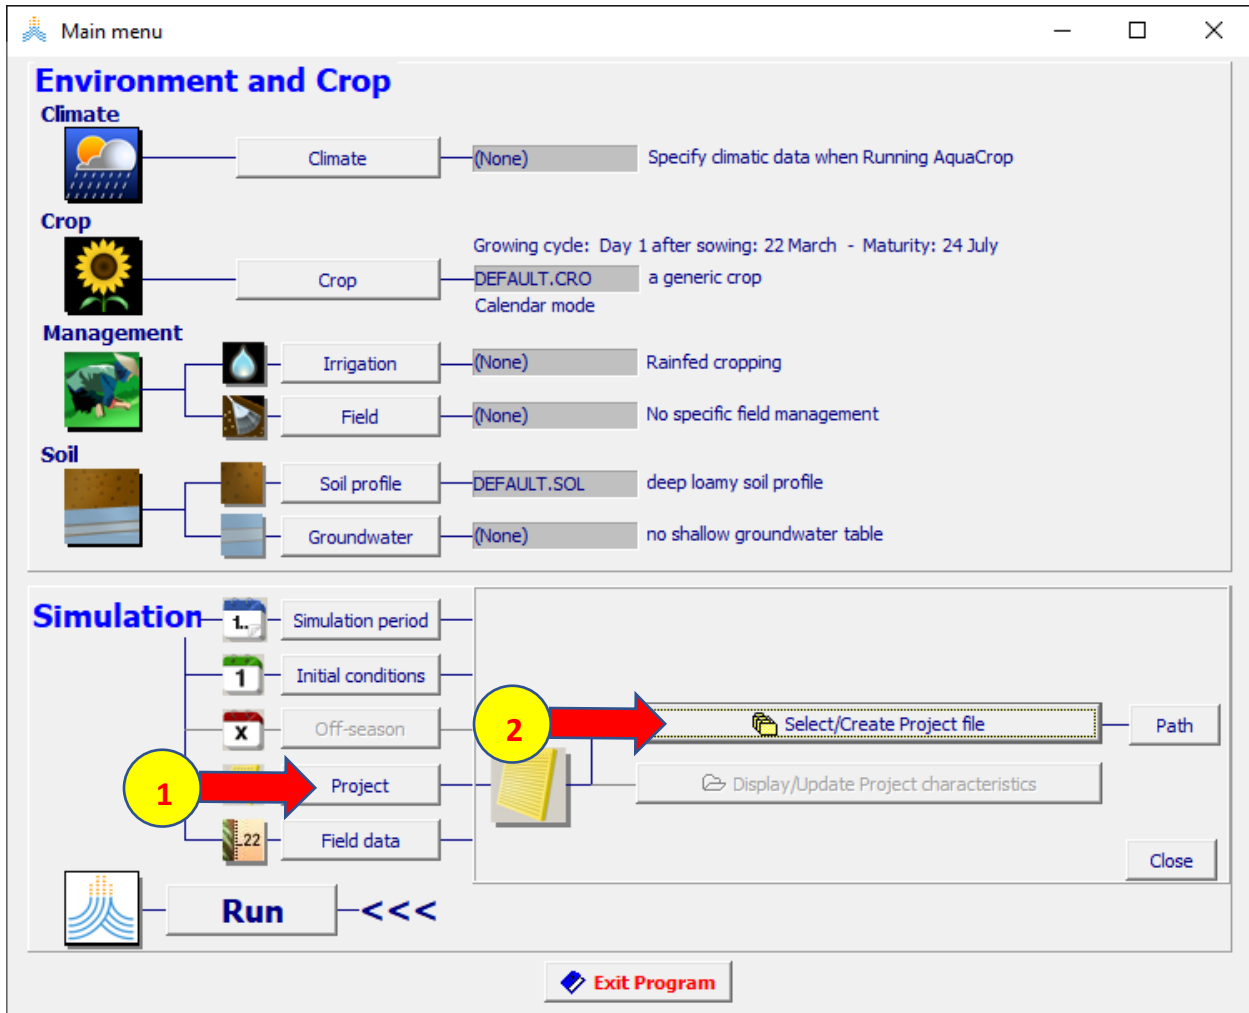 Main menu
Environment and Crop
Climate
Climate
(None)
Specify climatic data when Running AquaCrop
Crop
Growing cycle: Day 1 after sowing: 22 March - Maturity: 24 July
Crop
DEFAULT.CRO
a generic crop
Calendar mode
Management
Irrigation
(None)
Rainfed cropping
Field
(None)
No specific field management
Soil
Soil profile
DEFAULT.SOL
deep loamy soil profile
Groundwater
(None)
no shallow groundwater table
Simulation
1..
Simulation period
1
Initial conditions
X
Off-season
2
Select/Create Project file
Path
1
Project
Display/Update Project characteristics
.22
Field data
Close
Run
<<<
Exit Program